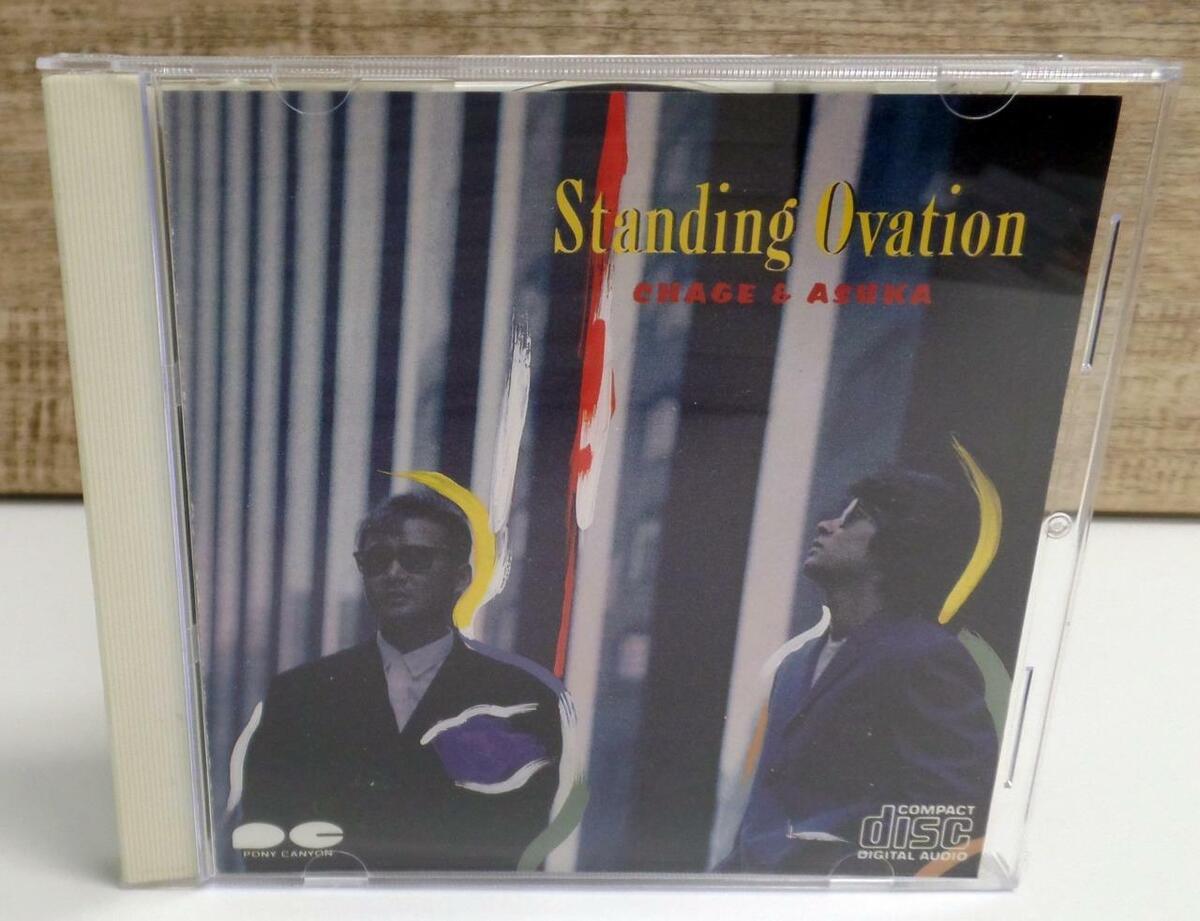 Standing Ovation
CHAGE & ASUKA
PONY CANYON
COMPACT
disc
DIGITAL AUDIO